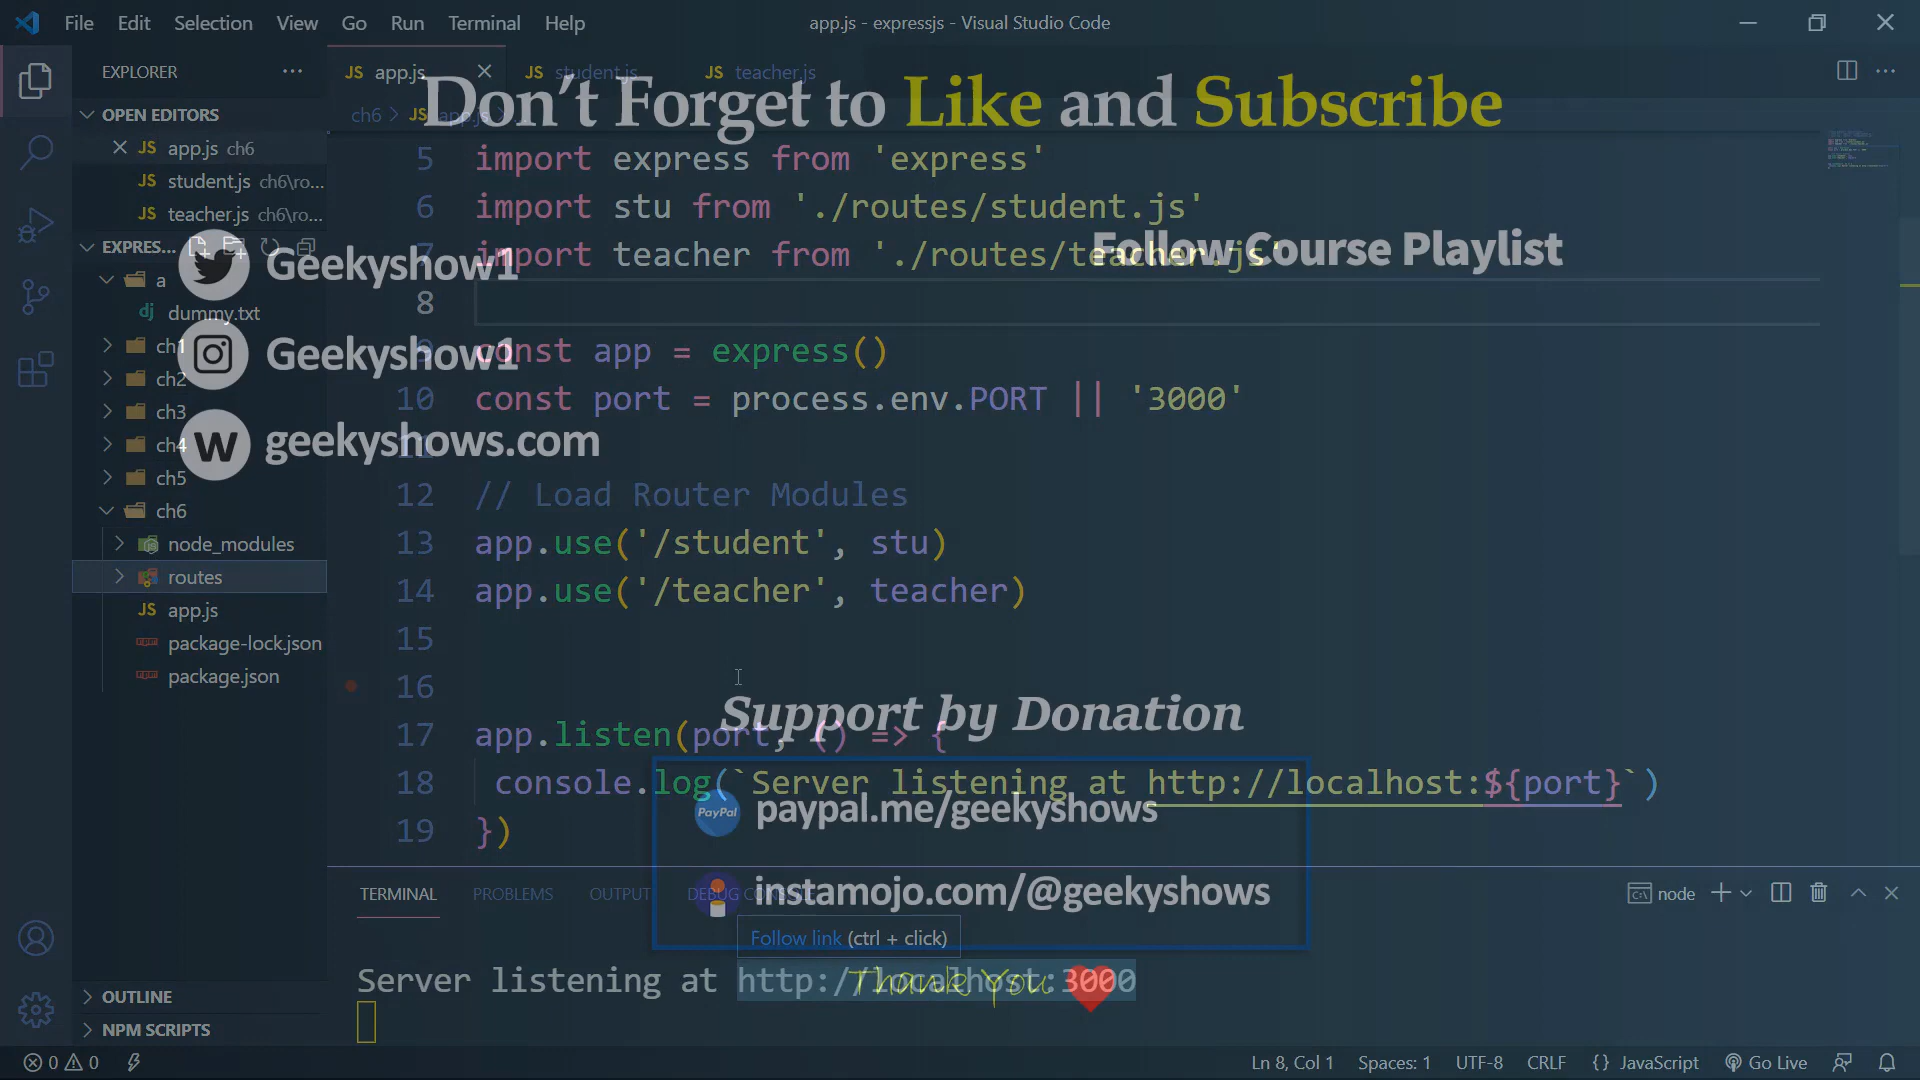 File Edit Selection View Go Run Terminal Help
app.js - expressjs - Visual Studio Code
EXPLORER
app.js
student.js
teacher.js
Don't Forget to Like and Subscribe
OPEN EDITORS
app.js ch6
student.js ch6\ro...
teacher.js ch6\ro...
ch6 > JS app.js
EXPRES...
a
dummy.txt
ch1
ch2
ch3
ch4
ch5
ch6
node_modules
routes
app.js
package-lock.json
package.json
OUTLINE
NPM SCRIPTS
Geekyshow1
Geekyshow1
W geekyshows.com
Follow Course Playlist
5 import express from 'express'
6 import stu from './routes/student.js'
7 import teacher from './routes/teacher.js'
8
9 const app = express()
10 const port = process.env.PORT || '3000'
11
12 // Load Router Modules
13 app.use('/student', stu)
14 app.use('/teacher', teacher)
15
16
17 app.listen(port, () => {
18 console.log(`Server listening at http://localhost:${port}`)
19 })
Support by Donation
PayPal paypal.me/geekyshows
instamojo.com/@geekyshows
TERMINAL PROBLEMS OUTPUT DEBUG CONSOLE
node
Follow link (ctrl + click)
Server listening at http://localhost:3000
Thank You
0 0
Ln 8, Col 1 Spaces: 1 UTF-8 CRLF {} JavaScript Go Live